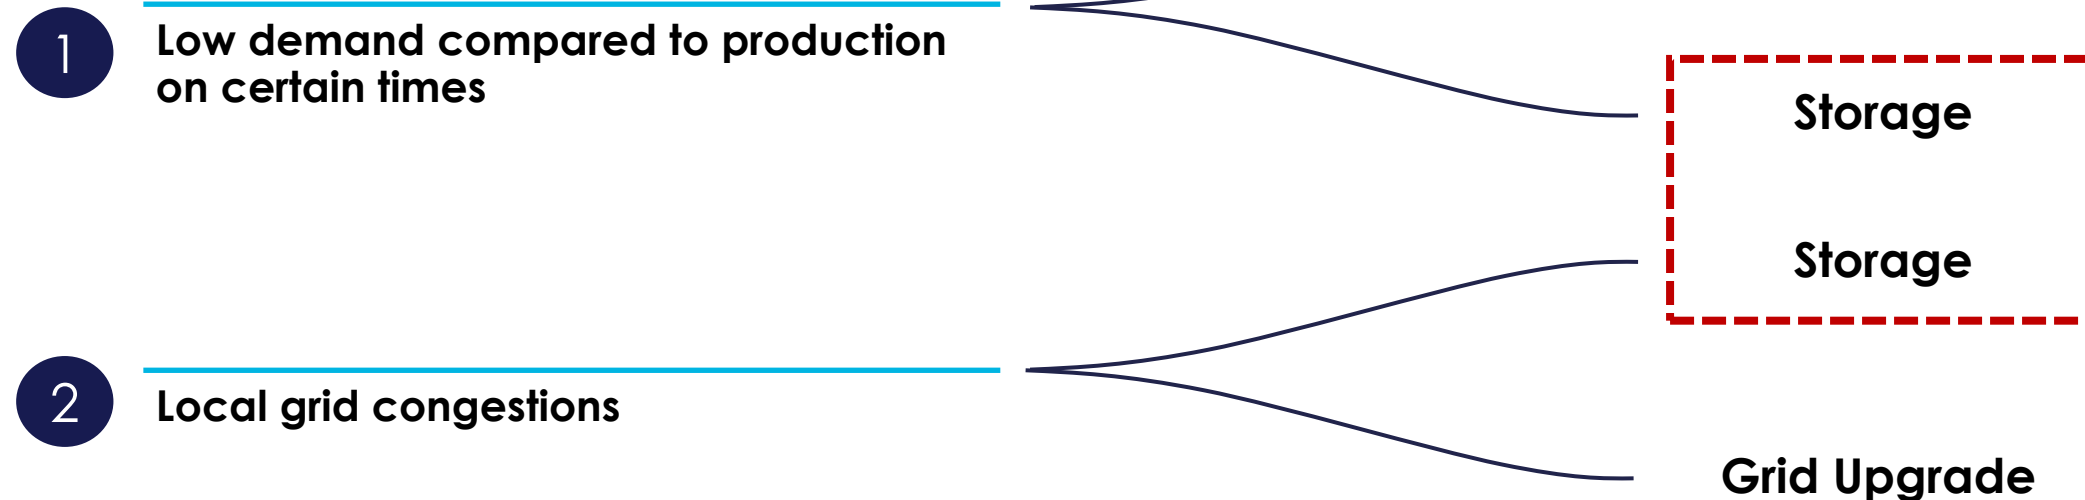 1
Low demand compared to production
on certain times
Storage
Storage
2
Local grid congestions
Grid Upgrade